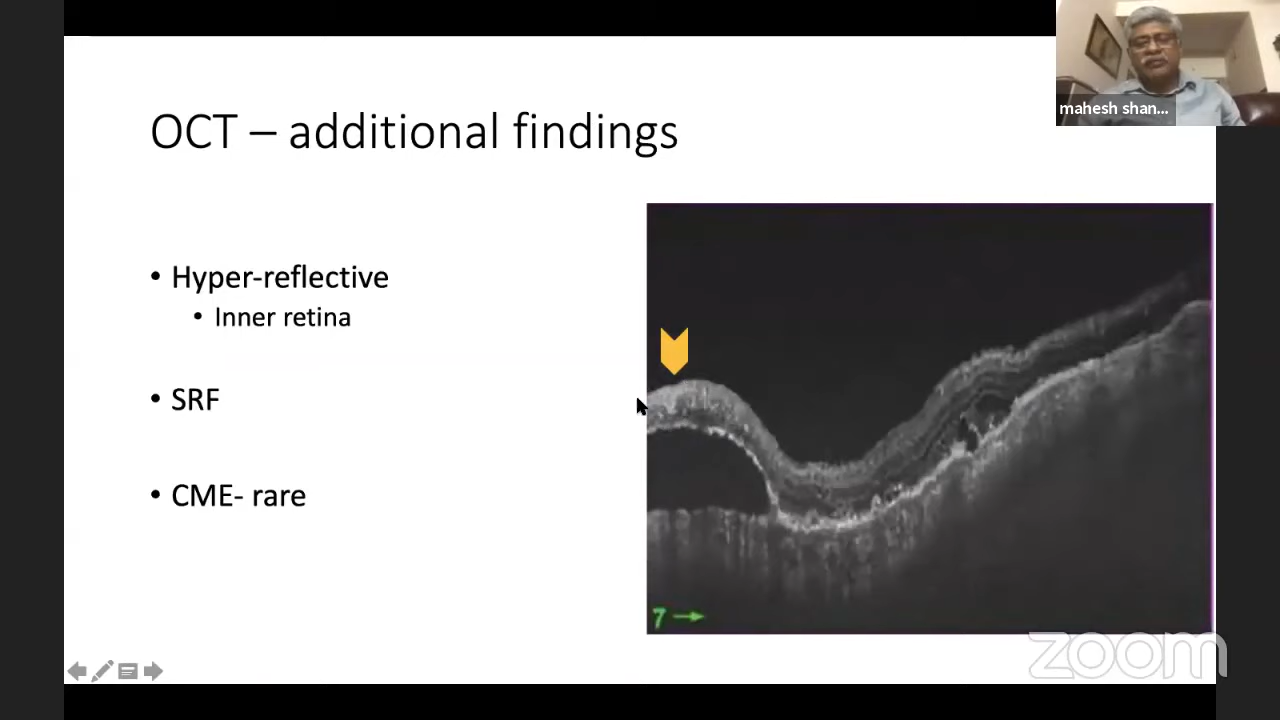 mahesh shan...
OCT – additional findings
• Hyper-reflective
• Inner retina
• SRF
• CME- rare
7
zoom